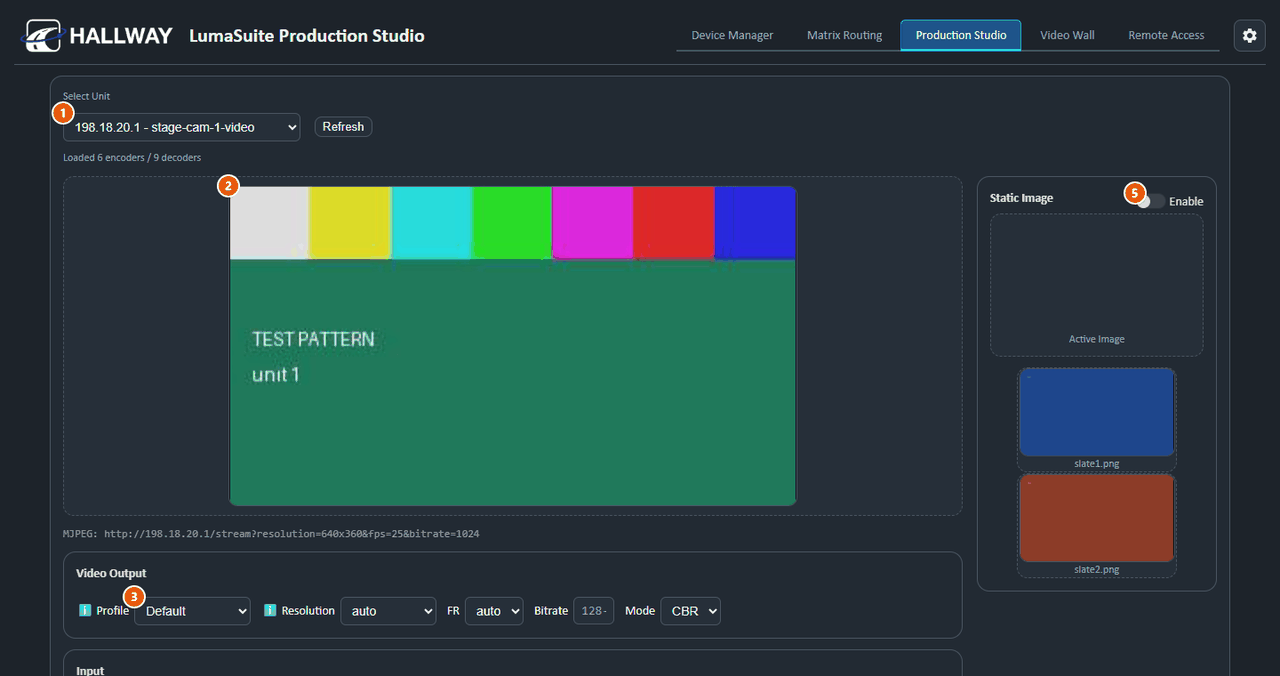 HALLWAY LumaSuite Production Studio
Device Manager Matrix Routing Production Studio Video Wall Remote Access
Select Unit
1
198.18.20.1 - stage-cam-1-video Refresh
Loaded 6 encoders / 9 decoders
2
TEST PATTERN
unit 1
MJPEG: http://198.18.20.1/stream?resolution=640x360&fps=25&bitrate=1024
Video Output
3
i Profile Default i Resolution auto FR auto Bitrate 128- Mode CBR
Input
Static Image 5 Enable
Active Image
slate1.png
slate2.png